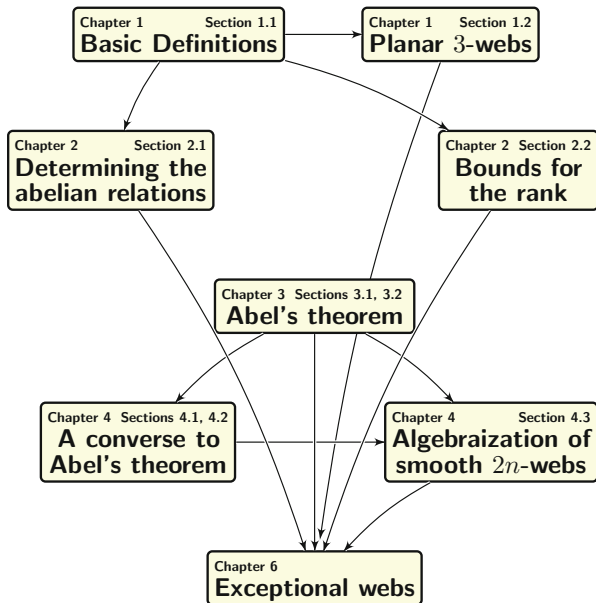 Chapter 1 Section 1.1
Basic Definitions
Chapter 1 Section 1.2
Planar 3-webs
Chapter 2 Section 2.1
Determining the
abelian relations
Chapter 2 Section 2.2
Bounds for
the rank
Chapter 3 Sections 3.1, 3.2
Abel's theorem
Chapter 4 Sections 4.1, 4.2
A converse to
Abel's theorem
Chapter 4 Section 4.3
Algebraization of
smooth 2n-webs
Chapter 6
Exceptional webs